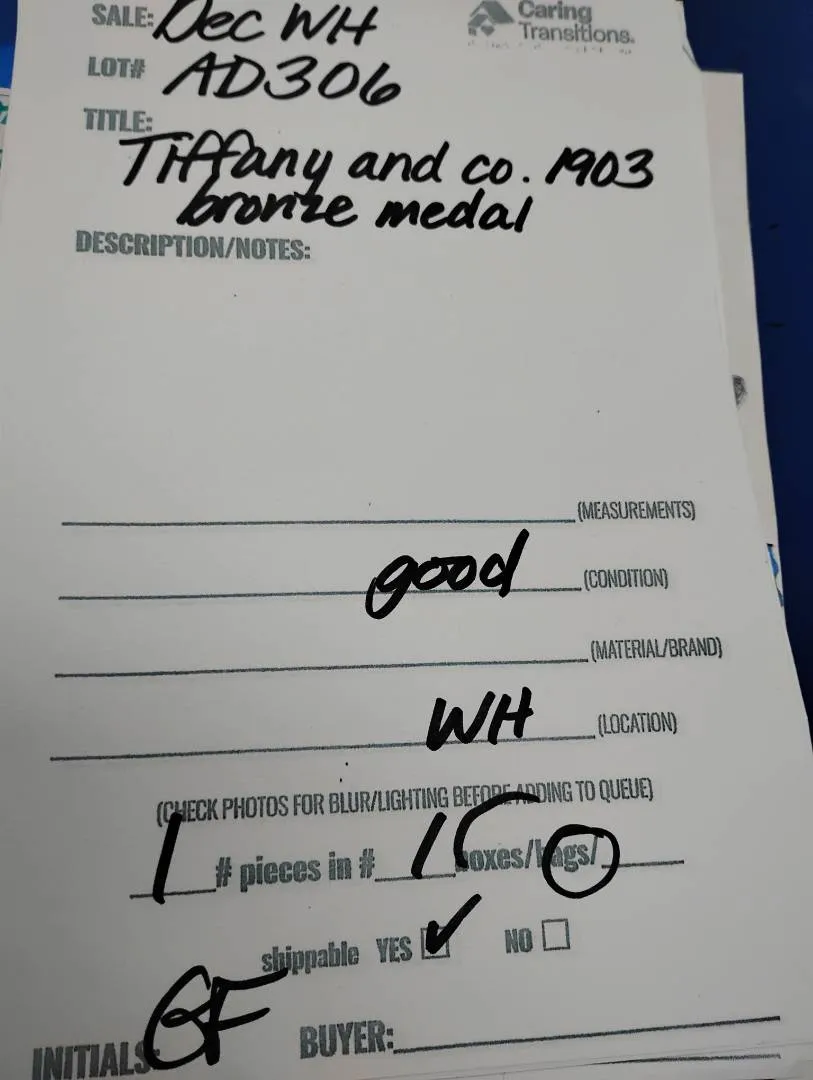 SALE: Dec WH
Caring
Transitions.
LOT# AD306
TITLE:
Tiffany and co. 1903
bronze medal
DESCRIPTION/NOTES:
(MEASUREMENTS)
good (CONDITION)
(MATERIAL/BRAND)
WH (LOCATION)
(CHECK PHOTOS FOR BLUR/LIGHTING BEFORE ADDING TO QUEUE)
1 # pieces in # 1 boxes/bags/
shippable YES ✓ NO
INITIALS: GF BUYER: